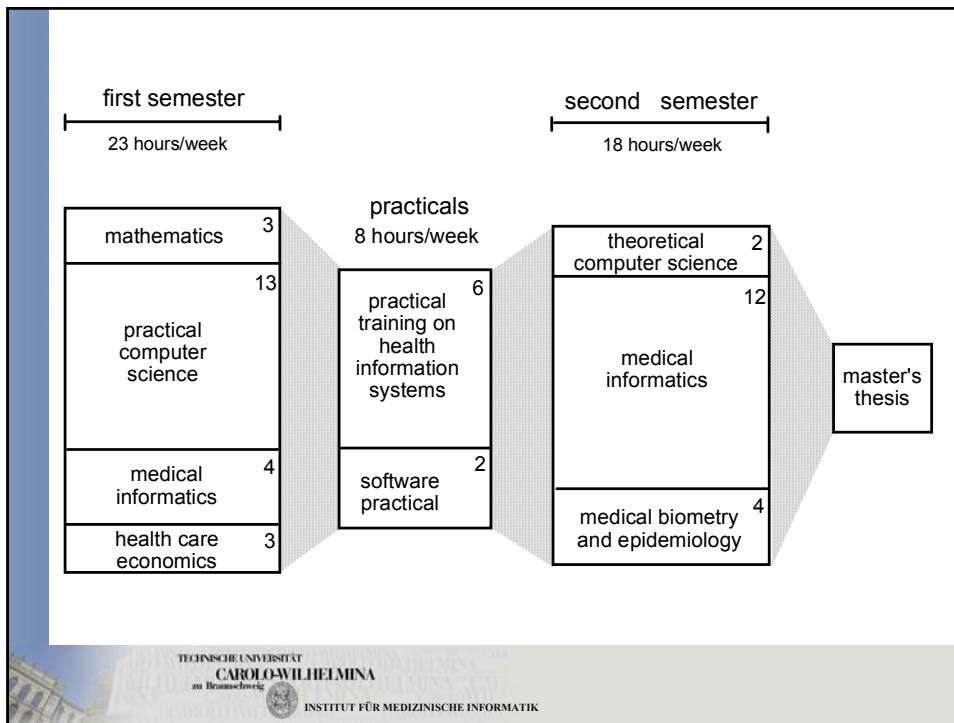 first semester
23 hours/week
mathematics 3
13
practical
computer
science
medical 4
informatics
health care 3
economics
practicals
8 hours/week
practical 6
training on
health
information
systems
software 2
practical
second semester
18 hours/week
theoretical 2
computer science
12
medical
informatics
medical biometry 4
and epidemiology
master's
thesis
TECHNISCHE UNIVERSITÄT
CAROLO-WILHELMINA
zu Braunschweig
INSTITUT FÜR MEDIZINISCHE INFORMATIK